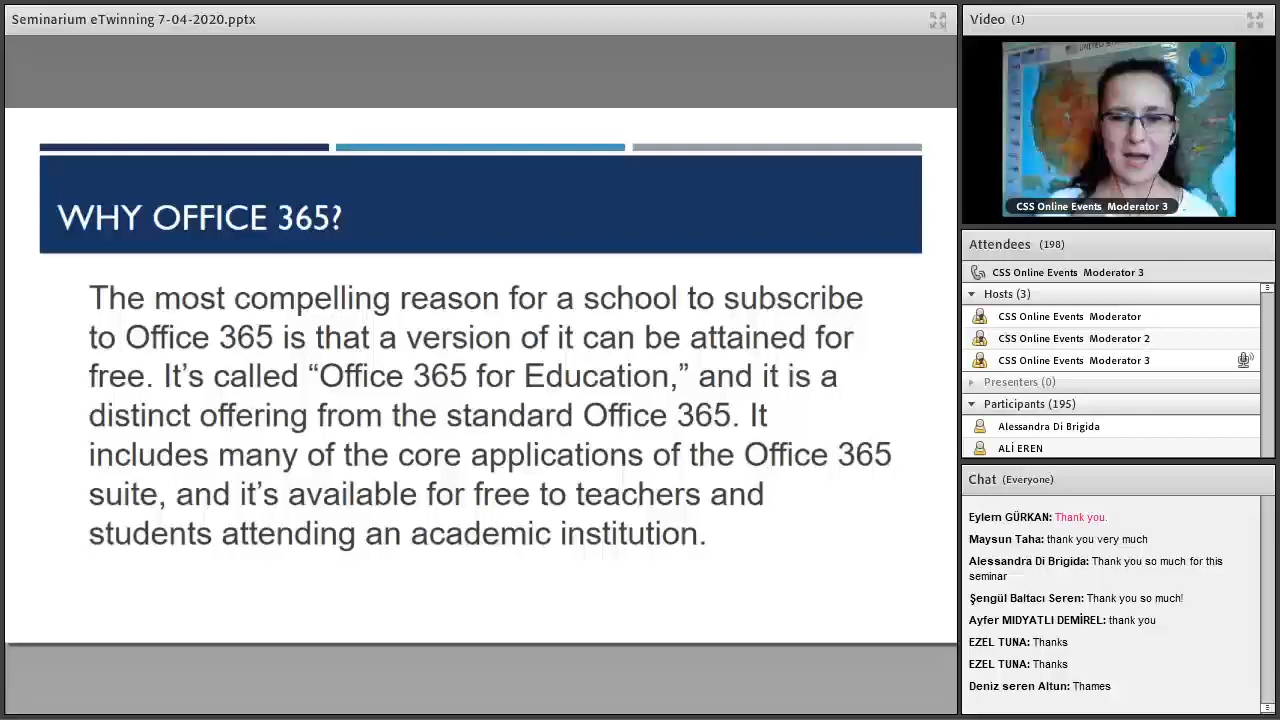 Seminarium eTwinning 7-04-2020.pptx
WHY OFFICE 365?
The most compelling reason for a school to subscribe
to Office 365 is that a version of it can be attained for
free. It’s called “Office 365 for Education,” and it is a
distinct offering from the standard Office 365. It
includes many of the core applications of the Office 365
suite, and it’s available for free to teachers and
students attending an academic institution.
Video (1)
UNITED
CSS Online Events Moderator 3
Attendees (198)
CSS Online Events Moderator 3
Hosts (3)
CSS Online Events Moderator
CSS Online Events Moderator 2
CSS Online Events Moderator 3
Presenters (0)
Participants (195)
Alessandra Di Brigida
ALİ EREN
Chat (Everyone)
Eylem GÜRKAN: Thank you.
Maysun Taha: thank you very much
Alessandra Di Brigida: Thank you so much for this
seminar
Şengül Baltacı Seren: Thank you so much!
Ayfer MIDYATLI DEMİREL: thank you
EZEL TUNA: Thanks
EZEL TUNA: Thanks
Deniz seren Altun: Thames